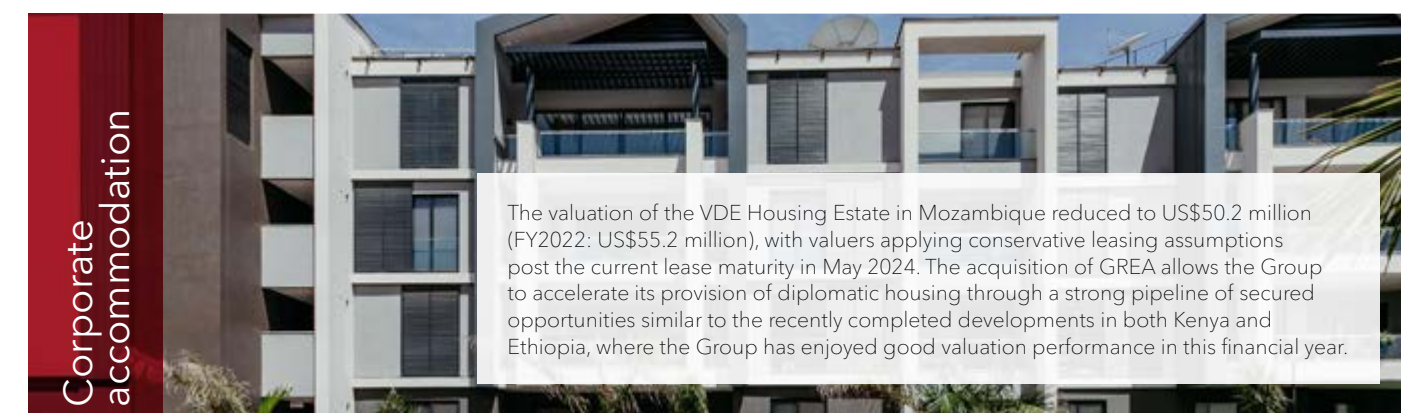 Corporate
accommodation
The valuation of the VDE Housing Estate in Mozambique reduced to US$50.2 million
(FY2022: US$55.2 million), with valuers applying conservative leasing assumptions
post the current lease maturity in May 2024. The acquisition of GREA allows the Group
to accelerate its provision of diplomatic housing through a strong pipeline of secured
opportunities similar to the recently completed developments in both Kenya and
Ethiopia, where the Group has enjoyed good valuation performance in this financial year.